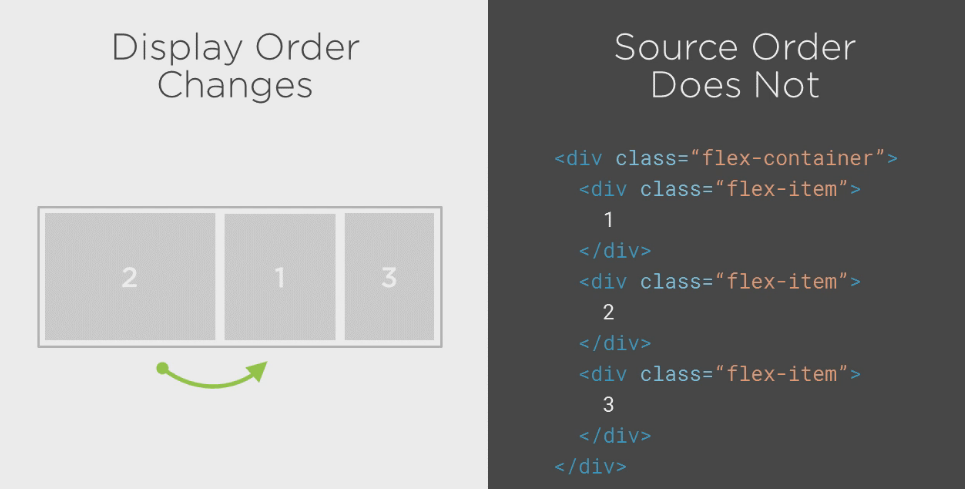 Display Order
Changes
2 1 3
Source Order
Does Not
<div class=“flex-container”>
<div class=“flex-item”>
1
</div>
<div class=“flex-item”>
2
</div>
<div class=“flex-item”>
3
</div>
</div>